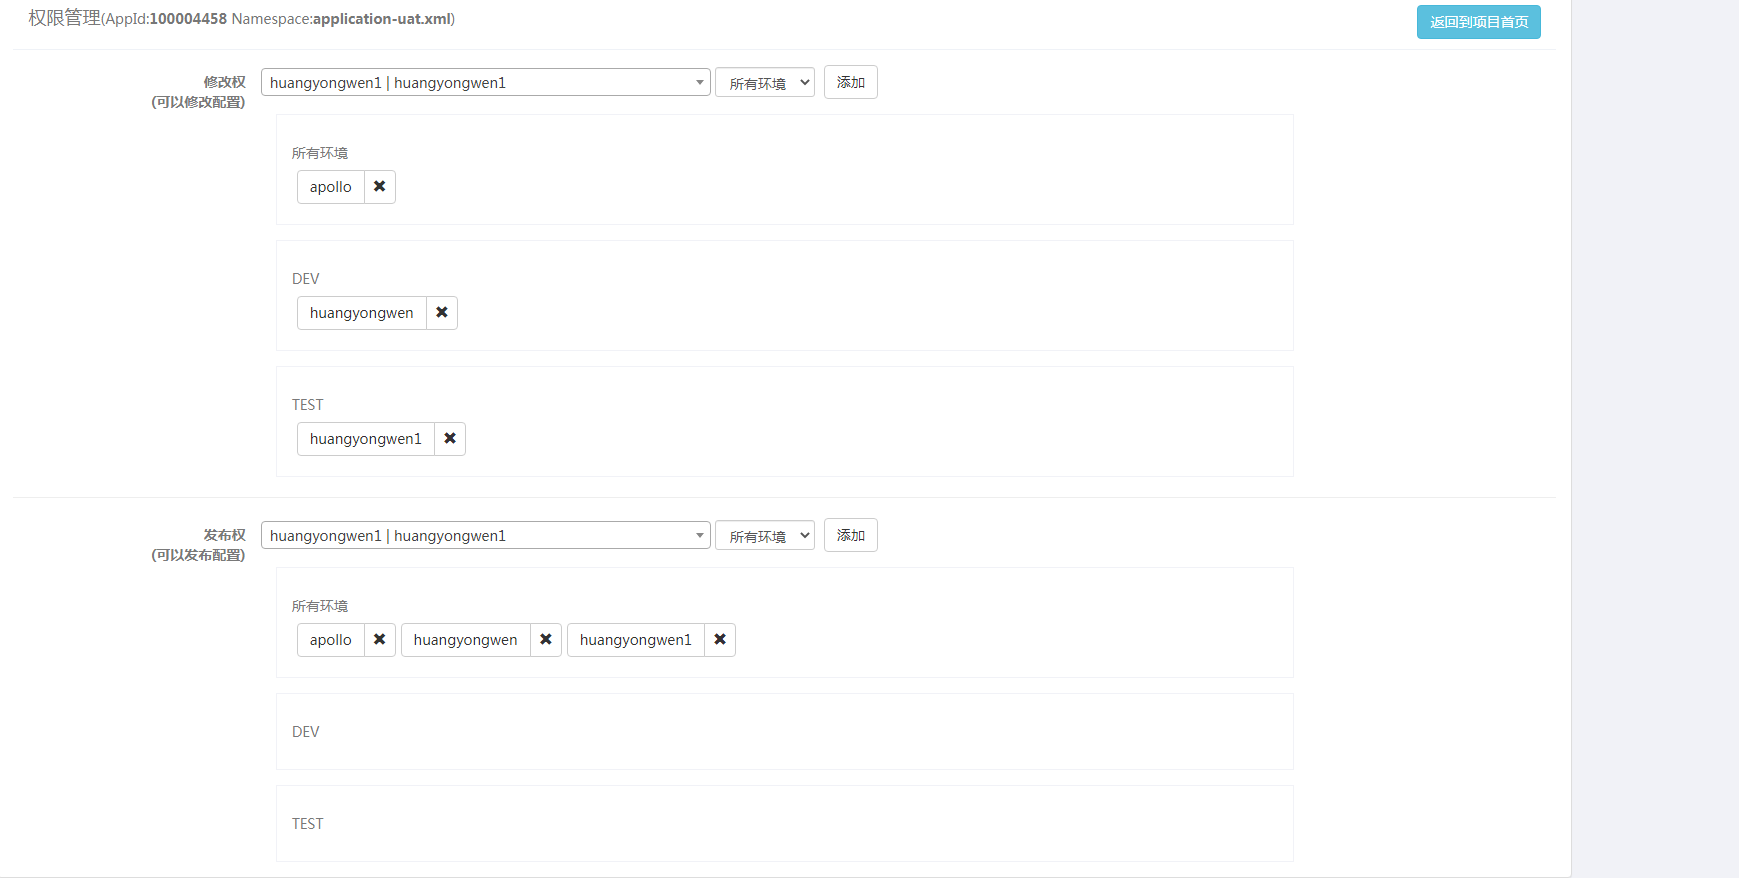 权限管理(AppId:100004458 Namespace:application-uat.xml)
返回到项目首页
修改权
(可以修改配置)
huangyongwen1 | huangyongwen1
所有环境
添加
所有环境
apollo
DEV
huangyongwen
TEST
huangyongwen1
发布权
(可以发布配置)
huangyongwen1 | huangyongwen1
所有环境
添加
所有环境
apollo huangyongwen huangyongwen1
DEV
TEST